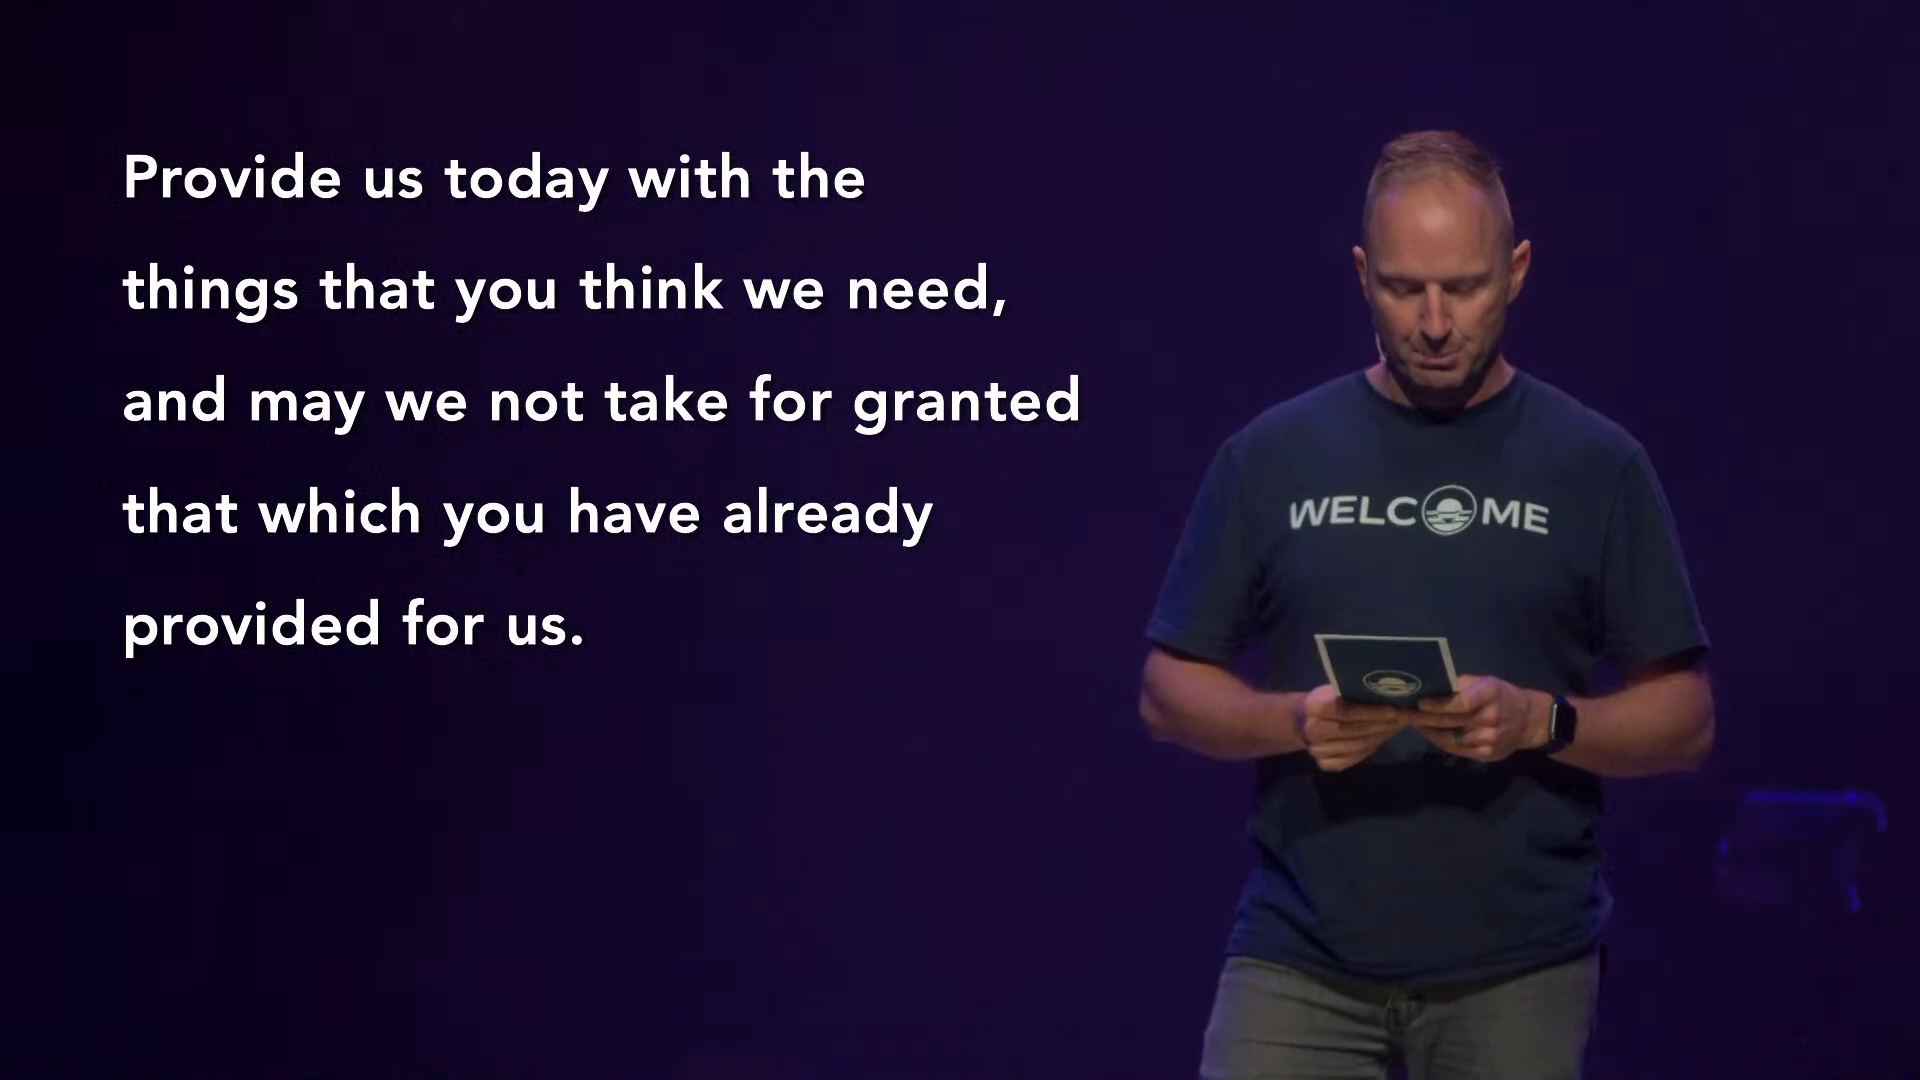 Provide us today with the
things that you think we need,
and may we not take for granted
that which you have already
provided for us.
WELCOME